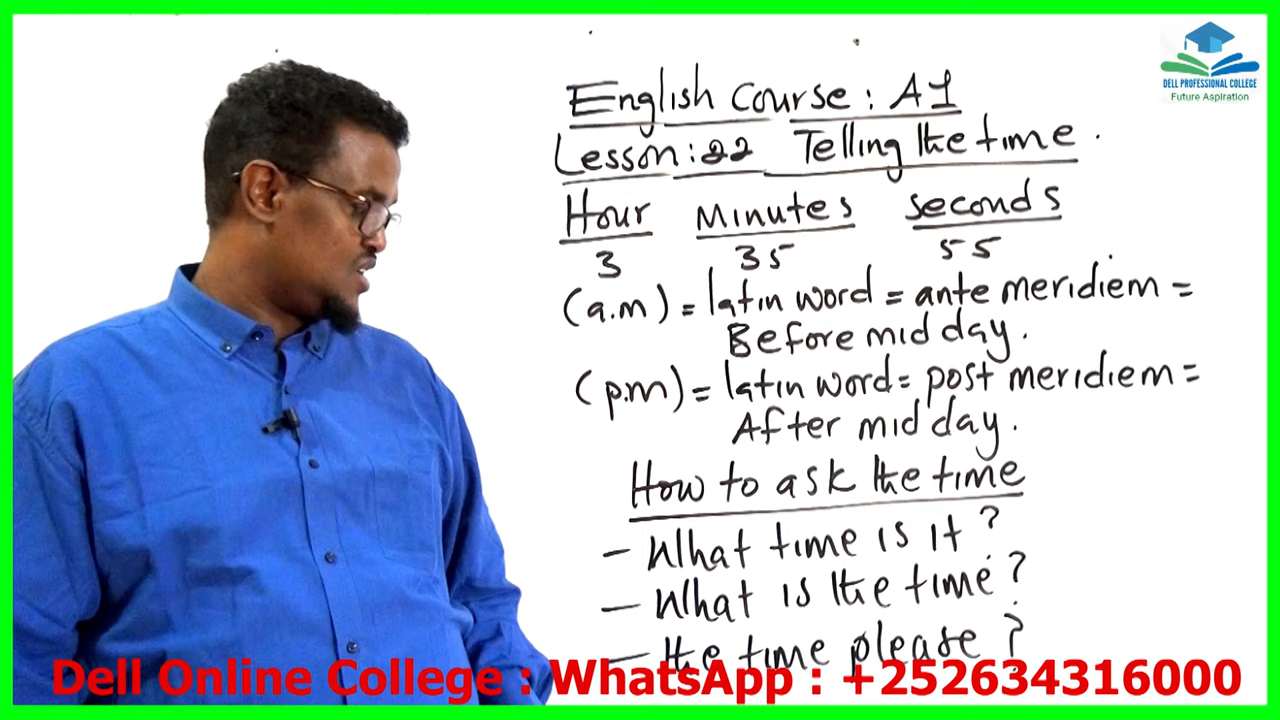 DELL PROFESSIONAL COLLEGE
Future Aspiration
English Course: A1
Lesson: 22 Telling the time.
Hour Minutes Seconds
3 35 55
(a.m) = latin word = ante meridiem =
Before mid day.
(p.m) = latin word = post meridiem =
After mid day.
How to ask the time
- What time is it?
- What is the time?
- the time please?
Dell Online College : WhatsApp : +252634316000